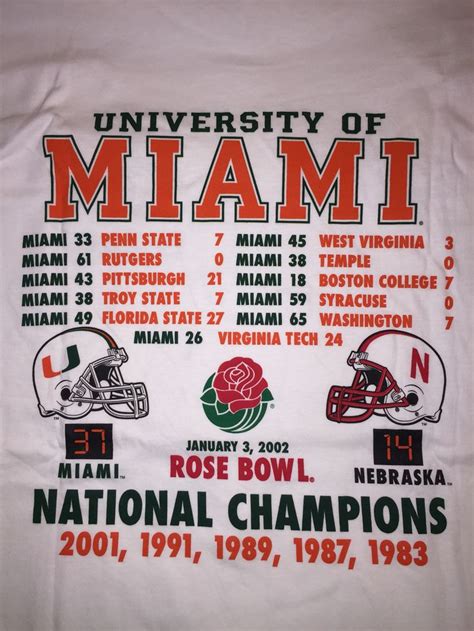 UNIVERSITY OF
MIAMI
MIAMI 33 PENN STATE 7 MIAMI 45 WEST VIRGINIA 3
MIAMI 61 RUTGERS 0 MIAMI 38 TEMPLE 0
MIAMI 43 PITTSBURGH 21 MIAMI 18 BOSTON COLLEGE 7
MIAMI 38 TROY STATE 7 MIAMI 59 SYRACUSE 0
MIAMI 49 FLORIDA STATE 27 MIAMI 65 WASHINGTON 7
MIAMI 26 VIRGINIA TECH 24
U N
37 14
MIAMI™ JANUARY 3, 2002 NEBRASKA™
ROSE BOWL®
NATIONAL CHAMPIONS
2001, 1991, 1989, 1987, 1983